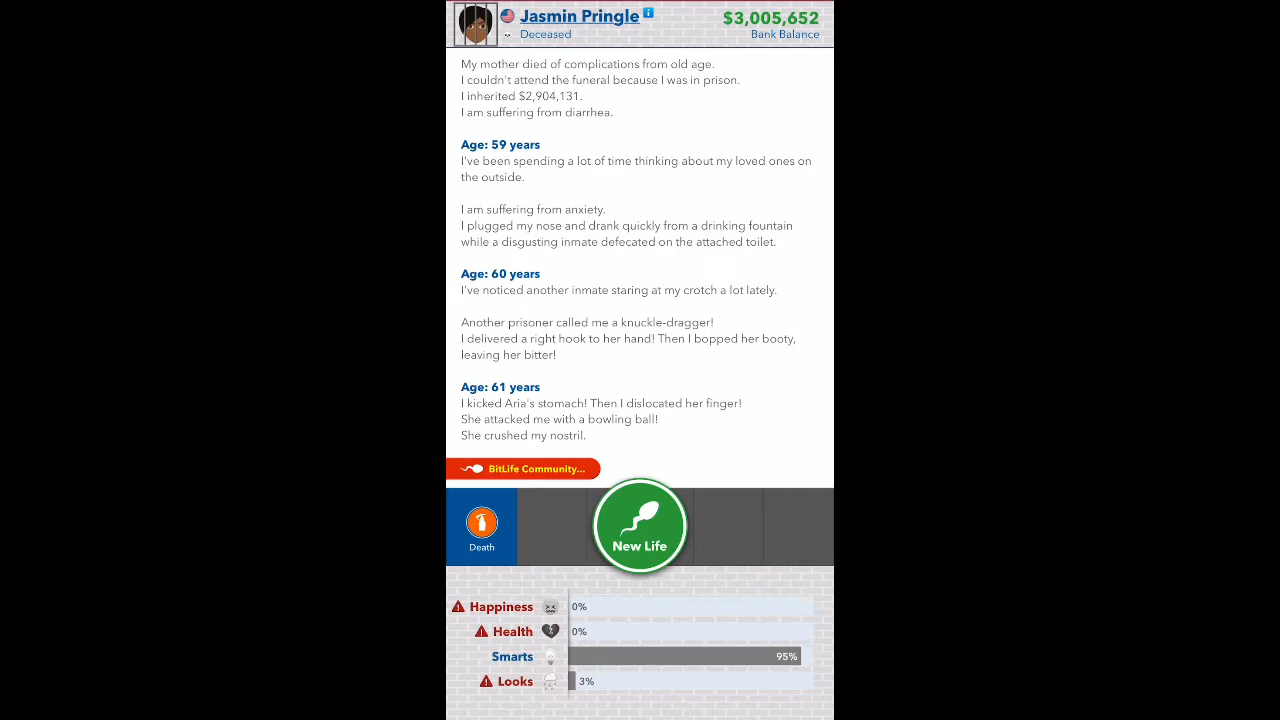 Jasmin Pringle
$3,005,652
Deceased
Bank Balance
My mother died of complications from old age.
I couldn't attend the funeral because I was in prison.
I inherited $2,904,131.
I am suffering from diarrhea.
Age: 59 years
I've been spending a lot of time thinking about my loved ones on
the outside.
I am suffering from anxiety.
I plugged my nose and drank quickly from a drinking fountain
while a disgusting inmate defecated on the attached toilet.
Age: 60 years
I've noticed another inmate staring at my crotch a lot lately.
Another prisoner called me a knuckle-dragger!
I delivered a right hook to her hand! Then I bopped her booty,
leaving her bitter!
Age: 61 years
I kicked Aria's stomach! Then I dislocated her finger!
She attacked me with a bowling ball!
She crushed my nostril.
BitLife Community...
Death
New Life
Happiness 0%
Health 0%
Smarts 95%
Looks 3%